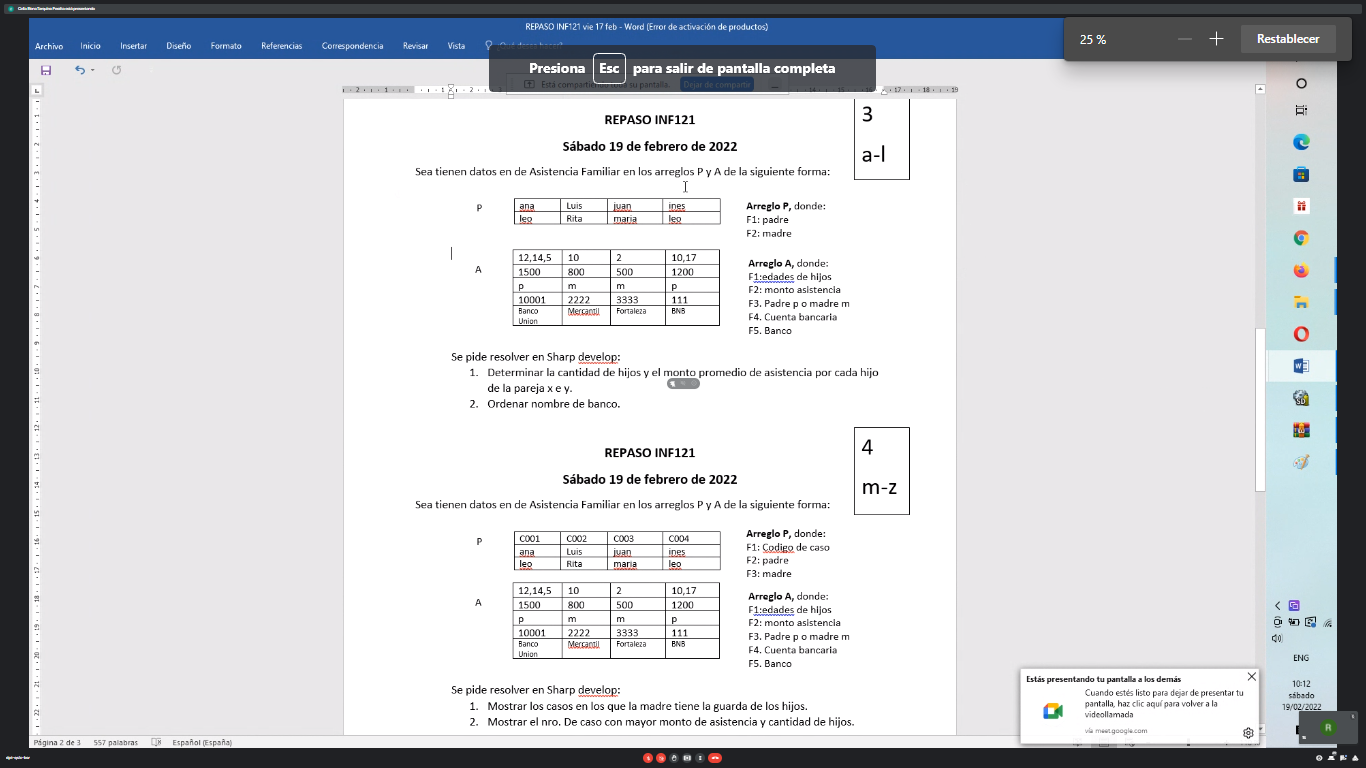 REPASO INF121 vie 17 feb - Word (Error de activación de productos)
Archivo Inicio Insertar Diseño Formato Referencias Correspondencia Revisar Vista
25 % Restablecer
Presiona Esc para salir de pantalla completa
REPASO INF121
3
Sábado 19 de febrero de 2022
a-l
Sea tienen datos en de Asistencia Familiar en los arreglos P y A de la siguiente forma:
P
ana Luis juan ines
leo Rita maria leo
Arreglo P, donde:
F1: padre
F2: madre
A
12,14,5 10 2 10,17
1500 800 500 1200
p m m p
10001 2222 3333 111
Banco Union Mercantil Fortaleza BNB
Arreglo A, donde:
F1:edades de hijos
F2: monto asistencia
F3. Padre p o madre m
F4. Cuenta bancaria
F5. Banco
Se pide resolver en Sharp develop:
1. Determinar la cantidad de hijos y el monto promedio de asistencia por cada hijo
de la pareja x e y.
2. Ordenar nombre de banco.
REPASO INF121
4
Sábado 19 de febrero de 2022
m-z
Sea tienen datos en de Asistencia Familiar en los arreglos P y A de la siguiente forma:
P
C001 C002 C003 C004
ana Luis juan ines
leo Rita maria leo
Arreglo P, donde:
F1: Codigo de caso
F2: padre
F3: madre
A
12,14,5 10 2 10,17
1500 800 500 1200
p m m p
10001 2222 3333 111
Banco Union Mercantil Fortaleza BNB
Arreglo A, donde:
F1:edades de hijos
F2: monto asistencia
F3. Padre p o madre m
F4. Cuenta bancaria
F5. Banco
Se pide resolver en Sharp develop:
1. Mostrar los casos en los que la madre tiene la guarda de los hijos.
2. Mostrar el nro. De caso con mayor monto de asistencia y cantidad de hijos.
Página 2 de 3 557 palabras Español (España)
ENG
10:12
sábado
19/02/2022
Estás presentando tu pantalla a los demás
Cuando estés listo para dejar de presentar tu
pantalla, haz clic aquí para volver a la
videollamada
vía meet.google.com
R